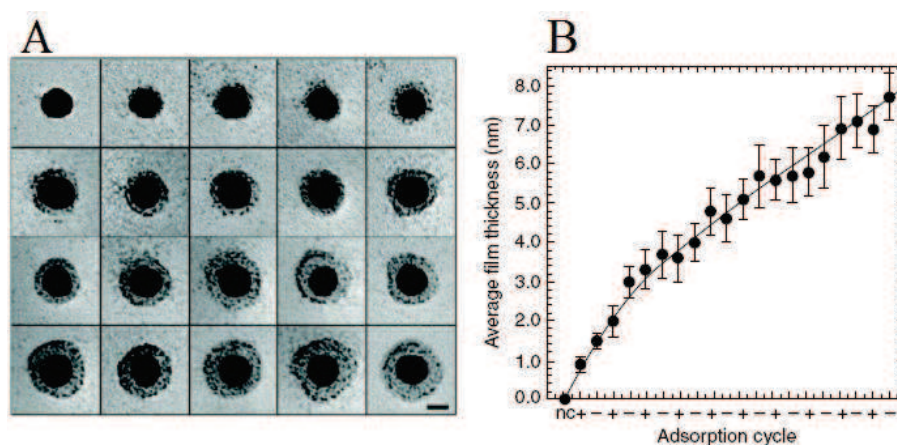 A
B
Average film thickness (nm)
8.0
7.0
6.0
5.0
4.0
3.0
2.0
1.0
0.0
nc + − + − + − + − + − + − + − + − + − + −
Adsorption cycle